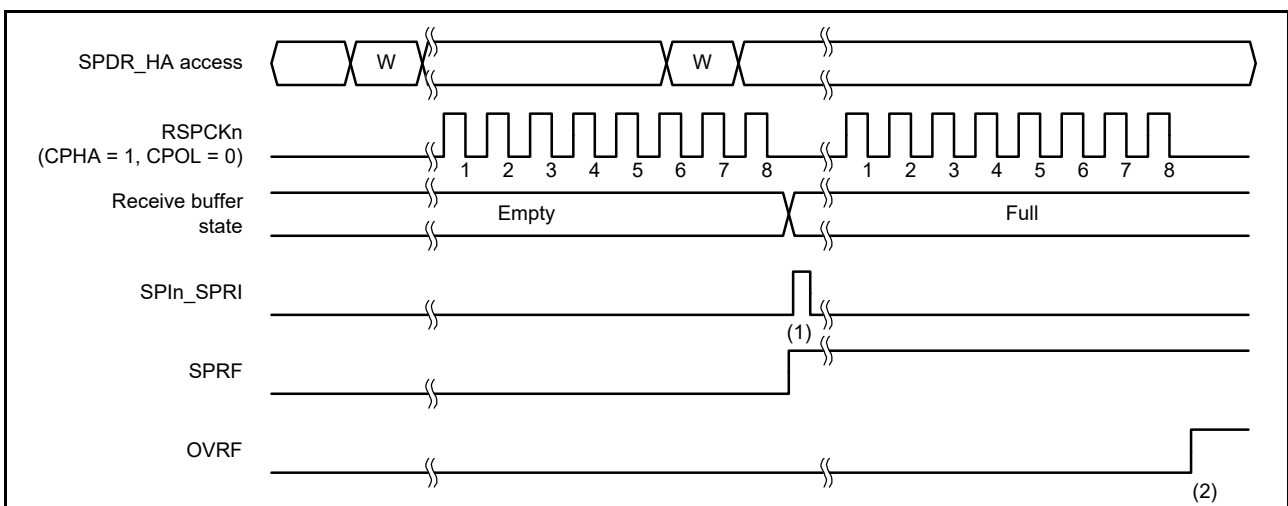 SPDR_HA access
W
W
RSPCKn
(CPHA = 1, CPOL = 0)
1 2 3 4 5 6 7 8
1 2 3 4 5 6 7 8
Receive buffer
state
Empty
Full
SPIn_SPRI
(1)
SPRF
OVRF
(2)